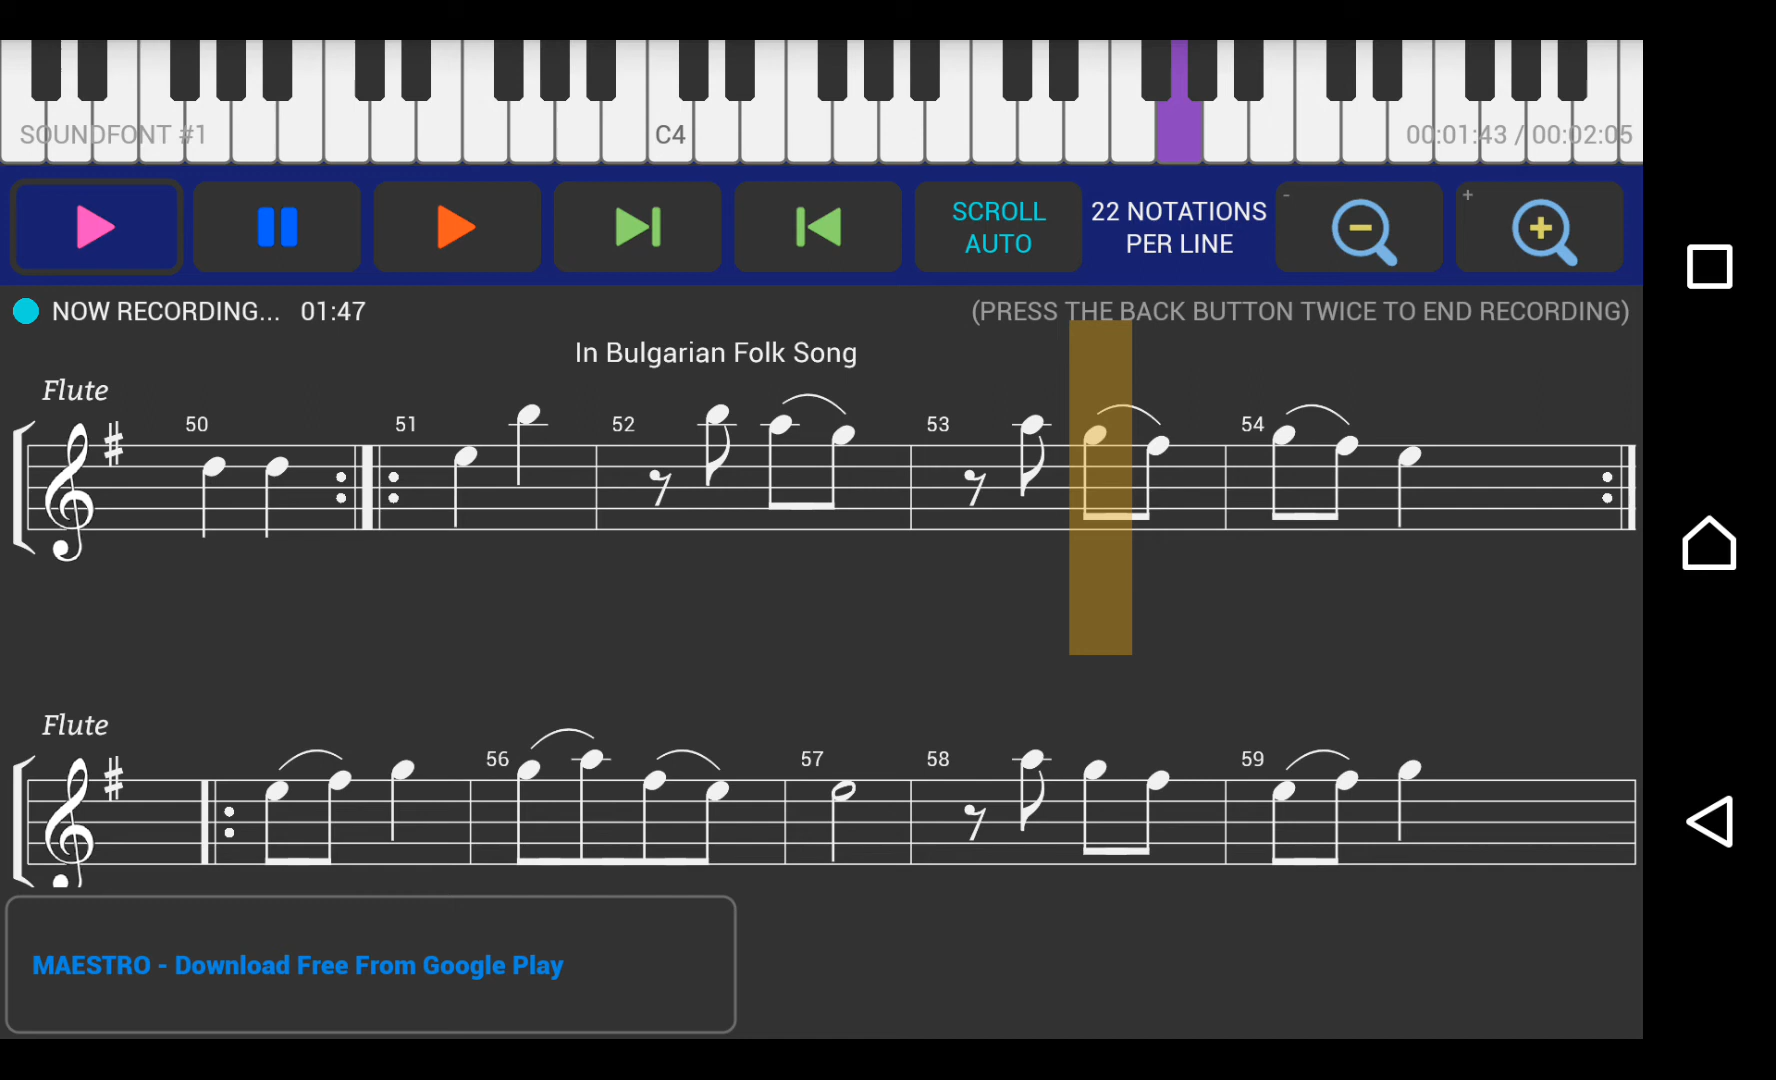 SOUNDFONT #1
C4
00:01:43 / 00:02:05
SCROLL
AUTO
22 NOTATIONS
PER LINE
-
+
NOW RECORDING... 01:47
(PRESS THE BACK BUTTON TWICE TO END RECORDING)
In Bulgarian Folk Song
Flute
50 51 52 53 54
Flute
56 57 58 59
MAESTRO - Download Free From Google Play